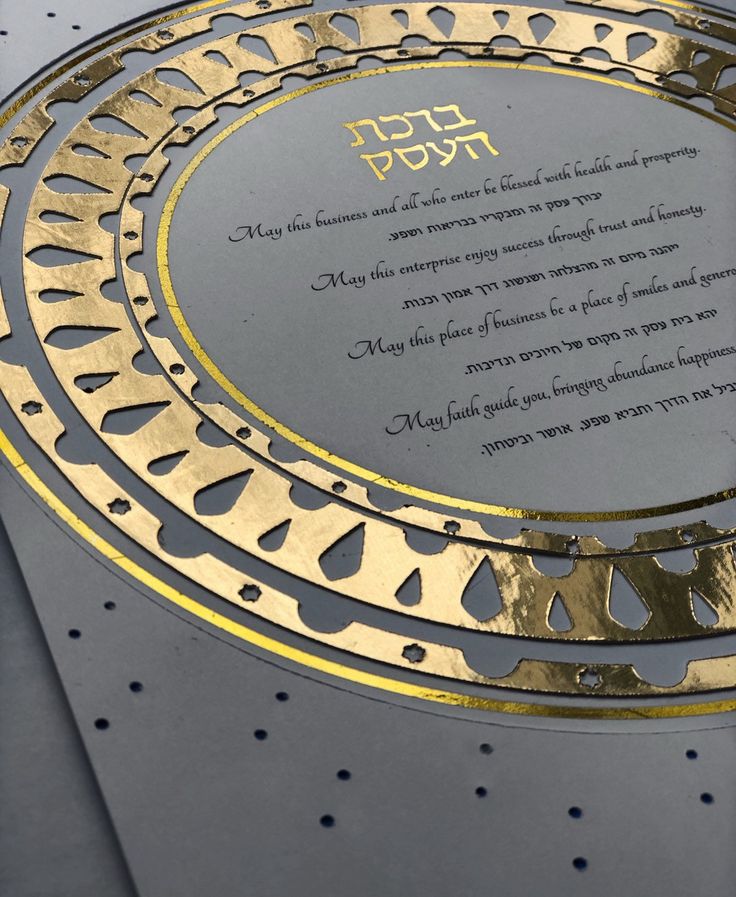 ברכת
העסק
May this business and all who enter be blessed with health and prosperity.
יבורך עסק זה ומבקריו בבריאות ושפע.
May this enterprise enjoy success through trust and honesty.
ייהנה מיזם זה מהצלחה ושגשוג דרך אמון וכנות.
May this place of business be a place of smiles and genero
יהא בית עסק זה מקום של חיוכים ונדיבות.
May faith guide you, bringing abundance happiness
את הדרך ותביא שפע, אושר וביטחון.